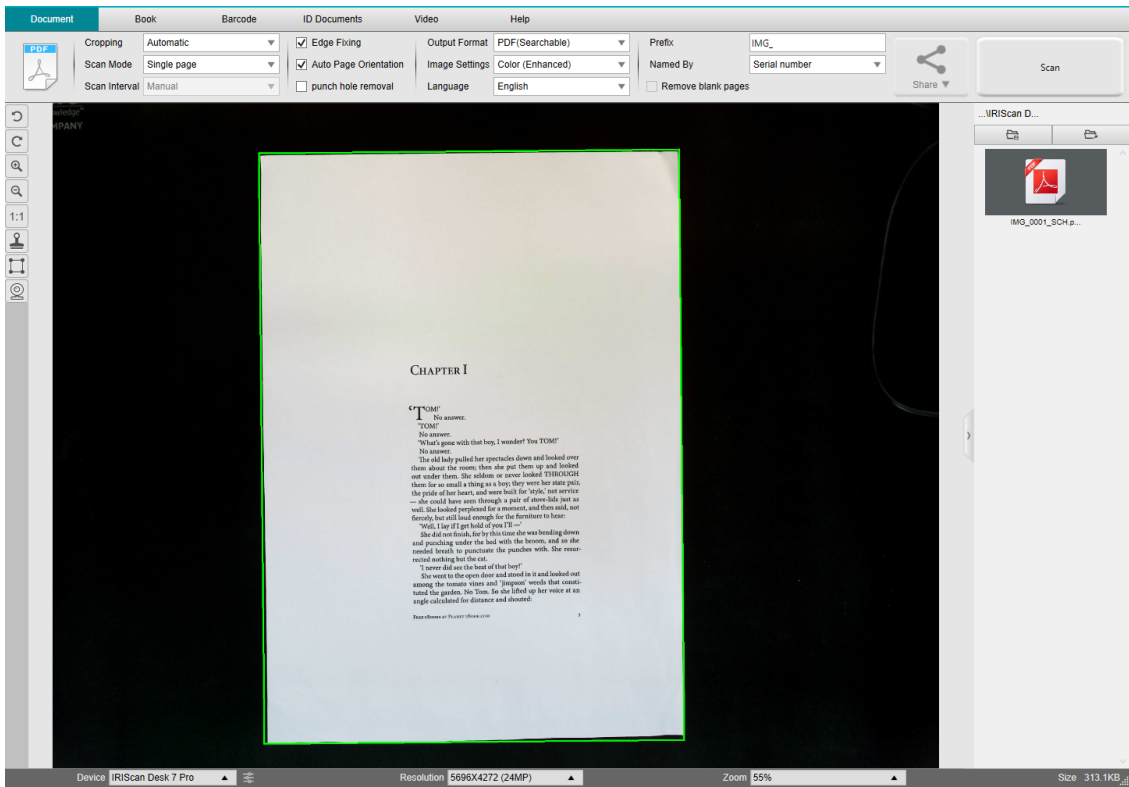 Document Book Barcode ID Documents Video Help
PDF
Cropping Automatic
Scan Mode Single page
Scan Interval Manual
Edge Fixing
Auto Page Orientation
punch hole removal
Output Format PDF(Searchable)
Image Settings Color (Enhanced)
Language English
Prefix IMG_
Named By Serial number
Remove blank pages
Share
Scan
1:1
MPANY
CHAPTER I
‘TOM!’
No answer.
‘TOM!’
No answer.
‘What’s gone with that boy, I wonder? You TOM!’
No answer.
The old lady pulled her spectacles down and looked over
them about the room; then she put them up and looked
out under them. She seldom or never looked THROUGH
them for so small a thing as a boy; they were her state pair,
the pride of her heart, and were built for ‘style,’ not service
— she could have seen through a pair of stove-lids just as
well. She looked perplexed for a moment, and then said, not
fiercely, but still loud enough for the furniture to hear:
‘Well, I lay if I get hold of you I’ll —’
She did not finish, for by this time she was bending down
and punching under the bed with the broom, and so she
needed breath to punctuate the punches with. She resur-
rected nothing but the cat.
‘I never did see the beat of that boy!’
She went to the open door and stood in it and looked out
among the tomato vines and ‘jimpson’ weeds that consti-
tuted the garden. No Tom. So she lifted up her voice at an
angle calculated for distance and shouted:
FREE EBOOKS AT PLANET EBOOK.COM 3
...\IRIScan D...
IMG_0001_SCH.p...
Device IRIScan Desk 7 Pro
Resolution 5696X4272 (24MP)
Zoom 55%
Size 313.1KB